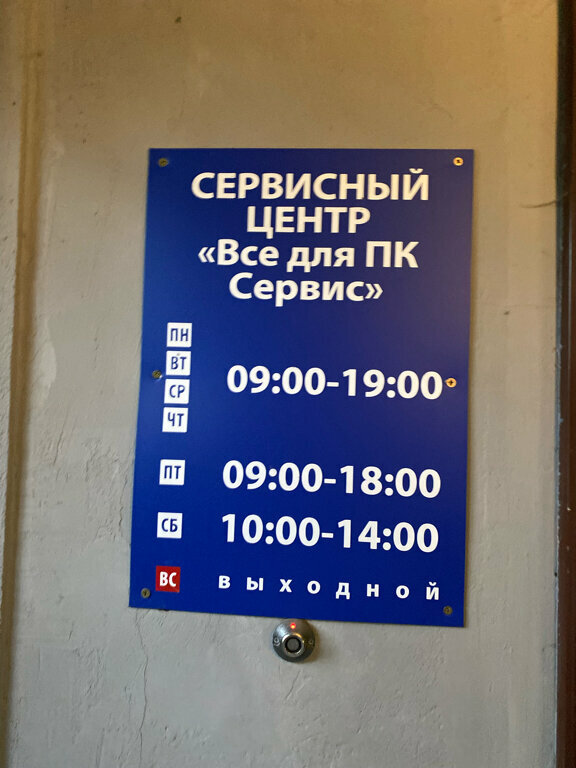 СЕРВИСНЫЙ
ЦЕНТР
«Все для ПК
Сервис»
ПН
ВТ
СР
ЧТ
09:00-19:00
ПТ 09:00-18:00
СБ 10:00-14:00
ВС выходной